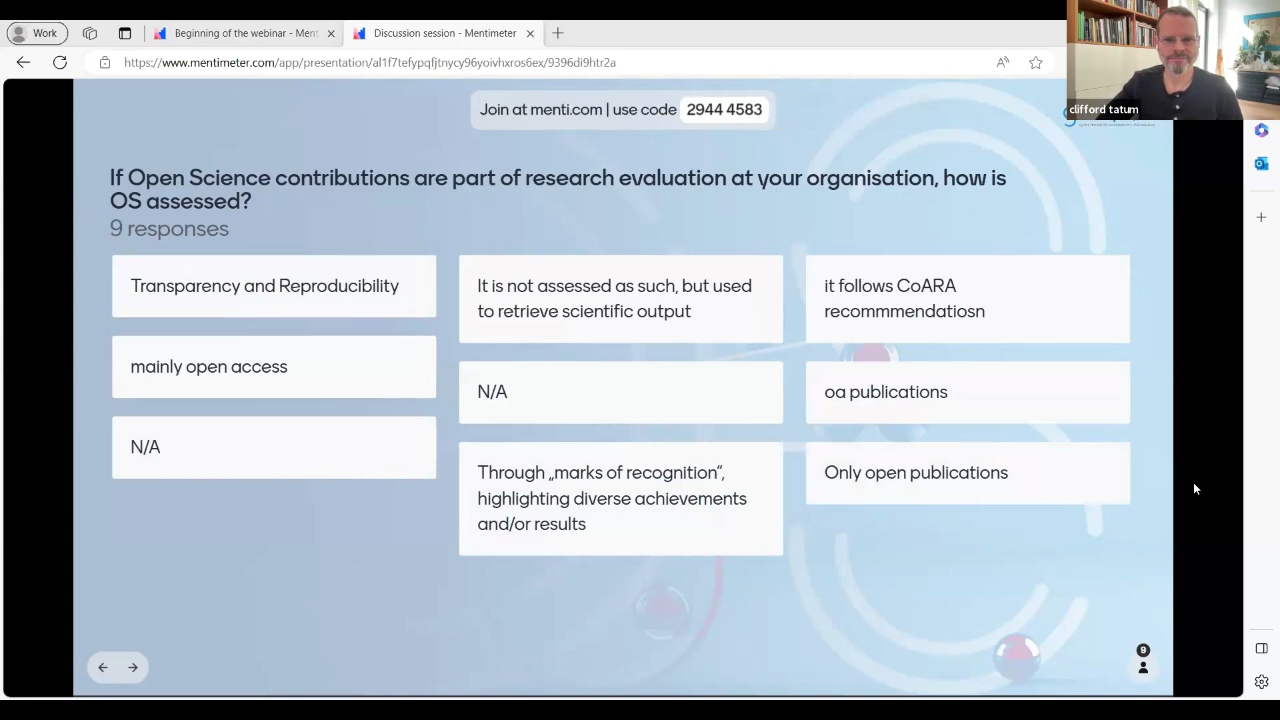 Work
Beginning of the webinar - Ment
Discussion session - Mentimeter
https://www.mentimeter.com/app/presentation/al1f7tefypqfjtnycy96zpivhxros6ex/9396di9htr2a
clifford tatum
Join at menti.com | use code 2944 4583
If Open Science contributions are part of research evaluation at your organisation, how is
OS assessed?
9 responses
Transparency and Reproducibility
mainly open access
N/A
It is not assessed as such, but used
to retrieve scientific output
N/A
Through „marks of recognition”,
highlighting diverse achievements
and/or results
it follows CoARA
recommmendatiosn
oa publications
Only open publications
9